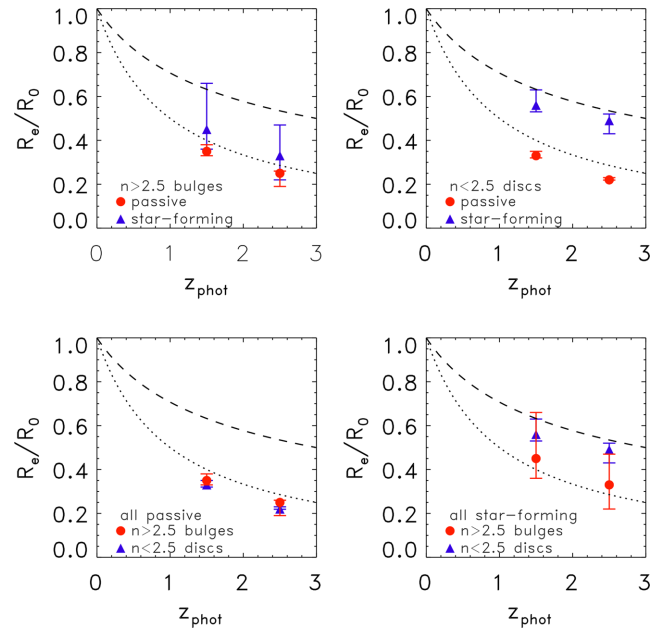 1.0
0.8
0.6
0.4
0.2
0.0
R_e/R_0
n>2.5 bulges
passive
star-forming
0 1 2 3
z_phot
1.0
0.8
0.6
0.4
0.2
0.0
R_e/R_0
n<2.5 discs
passive
star-forming
0 1 2 3
z_phot
1.0
0.8
0.6
0.4
0.2
0.0
R_e/R_0
all passive
n>2.5 bulges
n<2.5 discs
0 1 2 3
z_phot
1.0
0.8
0.6
0.4
0.2
0.0
R_e/R_0
all star-forming
n>2.5 bulges
n<2.5 discs
0 1 2 3
z_phot